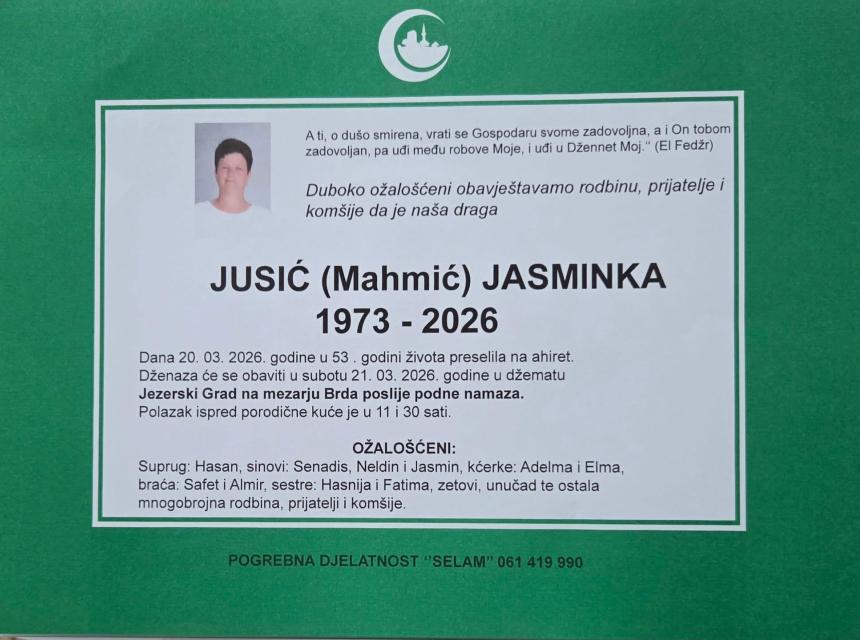 A ti, o dušo smirena, vrati se Gospodaru svome zadovoljna, a i On tobom
zadovoljan, pa uđi među robove Moje, i uđi u Džennet Moj.“ (El Fedžr)
Duboko ožalošćeni obavještavamo rodbinu, prijatelje i
komšije da je naša draga
JUSIĆ (Mahmić) JASMINKA
1973 - 2026
Dana 20. 03. 2026. godine u 53 . godini života preselila na ahiret.
Dženaza će se obaviti u subotu 21. 03. 2026. godine u džematu
Jezerski Grad na mezarju Brda poslije podne namaza.
Polazak ispred porodične kuće je u 11 i 30 sati.
OŽALOŠĆENI:
Suprug: Hasan, sinovi: Senadis, Neldin i Jasmin, kćerke: Adelma i Elma,
braća: Safet i Almir, sestre: Hasnija i Fatima, zetovi, unučad te ostala
mnogobrojna rodbina, prijatelji i komšije.
POGREBNA DJELATNOST “SELAM” 061 419 990